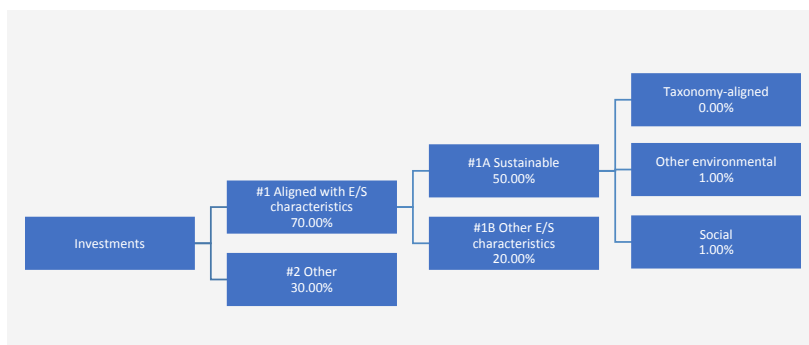 Investments
#1 Aligned with E/S
characteristics
70.00%
#2 Other
30.00%
#1A Sustainable
50.00%
#1B Other E/S
characteristics
20.00%
Taxonomy-aligned
0.00%
Other environmental
1.00%
Social
1.00%